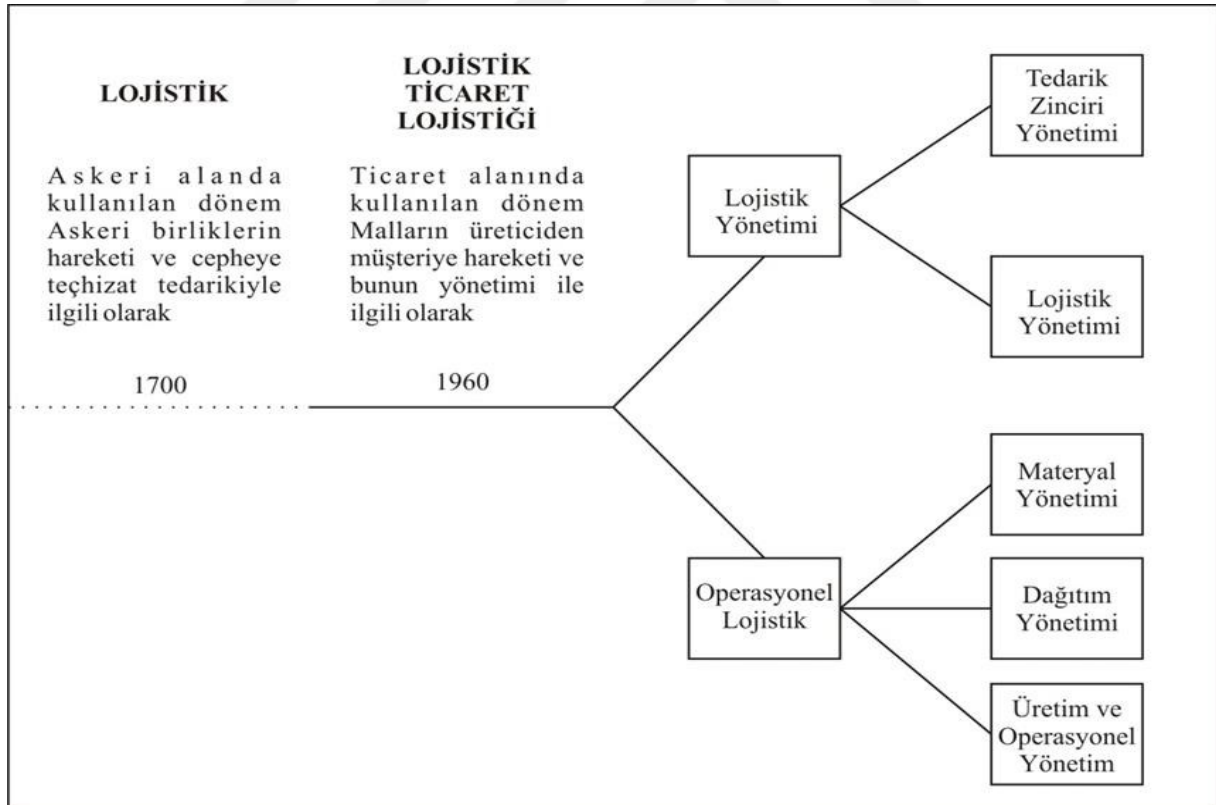 LOJİSTİK
Askeri alanda
kullanılan dönem
Askeri birliklerin
hareketi ve cepheye
teçhizat tedarikiyle
ilgili olarak
1700
LOJİSTİK
TİCARET
LOJİSTİĞİ
Ticaret alanında
kullanılan dönem
Malların üreticiden
müşteriye hareketi ve
bunun yönetimi ile
ilgili olarak
1960
Lojistik
Yönetimi
Tedarik
Zinciri
Yönetimi
Lojistik
Yönetimi
Operasyonel
Lojistik
Materyal
Yönetimi
Dağıtım
Yönetimi
Üretim ve
Operasyonel
Yönetim